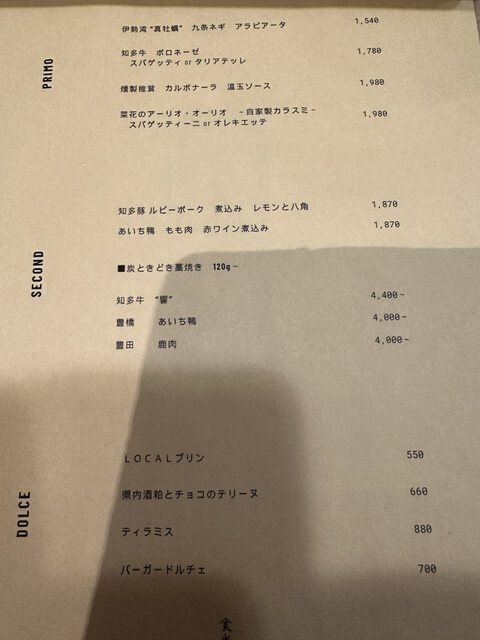 PRIMO
伊勢湾 "真牡蠣" 九条ネギ アラビアータ 1,540
知多牛 ボロネーゼ 1,780
スパゲッティ or タリアテッレ
燻製椎茸 カルボナーラ 温玉ソース 1,980
菜花のアーリオ・オーリオ -自家製カラスミ- 1,980
スパゲッティーニ or オレキエッテ
SECOND
知多豚 ルビーポーク 煮込み レモンと八角 1,870
あいち鴨 もも肉 赤ワイン煮込み 1,870
■炭ときどき藁焼き 120g~
知多牛 "響" 4,400~
豊橋 あいち鴨 4,000~
豊田 鹿肉 4,000~
DOLCE
LOCALプリン 550
県内酒粕とチョコのテリーヌ 660
ティラミス 880
バーガードルチェ 700
食